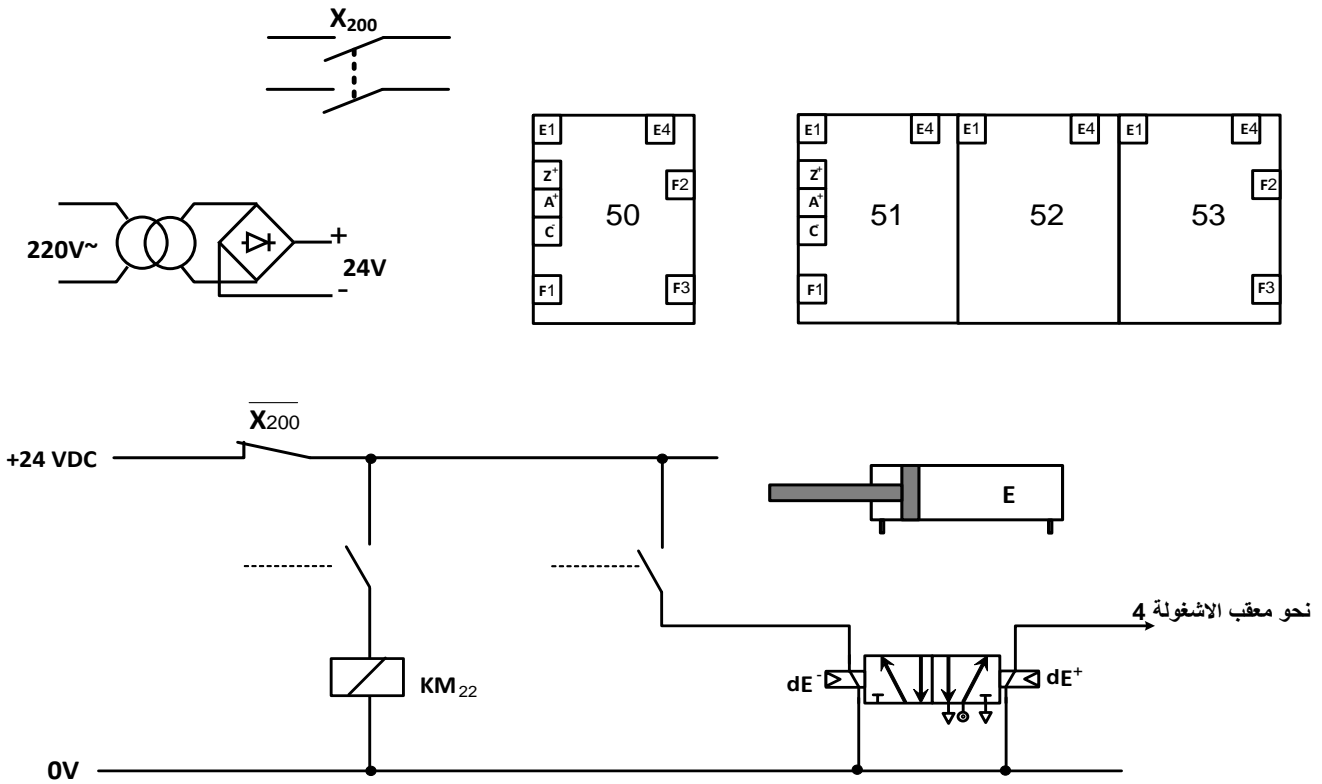 X200
E1 E4
Z+
A+
C-
F1
50
F2
F3
E1 E4 E1 E4 E1 E4
Z+
A+
C-
F1
51 52 53
F2
F3
220V~
+
24V
-
X200
+24 VDC
E
نحو معقب الاشغولة 4
KM22
dE-
dE+
0V